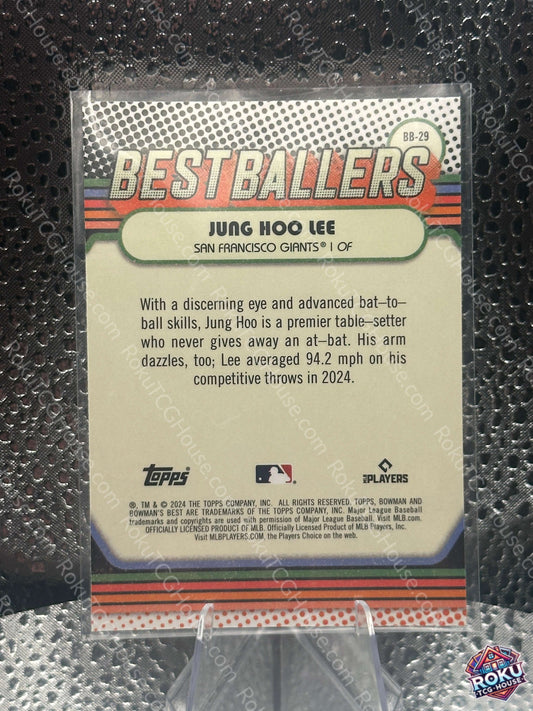 BB-29
BEST BALLERS
JUNG HOO LEE
SAN FRANCISCO GIANTS® | OF
With a discerning eye and advanced bat-to-
ball skills, Jung Hoo is a premier table-setter
who never gives away an at-bat. His arm
dazzles, too; Lee averaged 94.2 mph on his
competitive throws in 2024.
Topps
MLB PLAYERS
®, TM & © 2024 THE TOPPS COMPANY, INC. ALL RIGHTS RESERVED. TOPPS, BOWMAN AND
BOWMAN'S BEST ARE TRADEMARKS OF THE TOPPS COMPANY, INC. Major League Baseball
trademarks and copyrights are used with permission of Major League Baseball. Visit MLB.com.
OFFICIALLY LICENSED PRODUCT OF MLB Players, Inc.
Visit MLBPLAYERS.com, the Players Choice on the web.
RokuTCGHouse.com
ROKU
TCG HOUSE